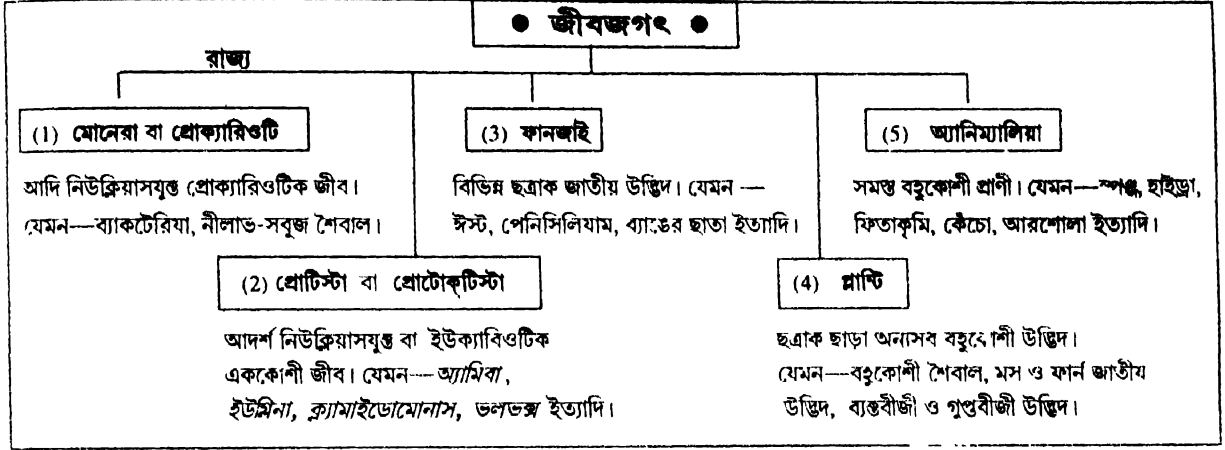 ● জীবজগৎ ●
রাজ্য
(1) মোনেরা বা প্রোক্যারিওটি
আদি নিউক্লিয়াসযুক্ত প্রোক্যারিওটিক জীব।
যেমন—ব্যাকটেরিয়া, নীলাভ-সবুজ শৈবাল।
(3) ফানজাই
বিভিন্ন ছত্রাক জাতীয় উদ্ভিদ। যেমন —
ঈস্ট, পেনিসিলিয়াম, ব্যাঙের ছাতা ইত্যাদি।
(5) অ্যানিম্যালিয়া
সমস্ত বহুকোশী প্রাণী। যেমন—স্পঞ্জ, হাইড্রা,
ফিতাকৃমি, কেঁচো, আরশোলা ইত্যাদি।
(2) প্রোটিস্টা বা প্রোটোক্‌টিস্টা
আদর্শ নিউক্লিয়াসযুক্ত বা ইউক্যারিওটিক
এককোশী জীব। যেমন—অ্যামিবা,
ইউগ্লিনা, ক্ল্যামাইডোমোনাস, ভলভক্স ইত্যাদি।
(4) প্লান্টি
ছত্রাক ছাড়া অন্যসব বহুকোশী উদ্ভিদ।
যেমন—বহুকোশী শৈবাল, মস ও ফার্ন জাতীয়
উদ্ভিদ, ব্যক্তবীজী ও গুপ্তবীজী উদ্ভিদ।